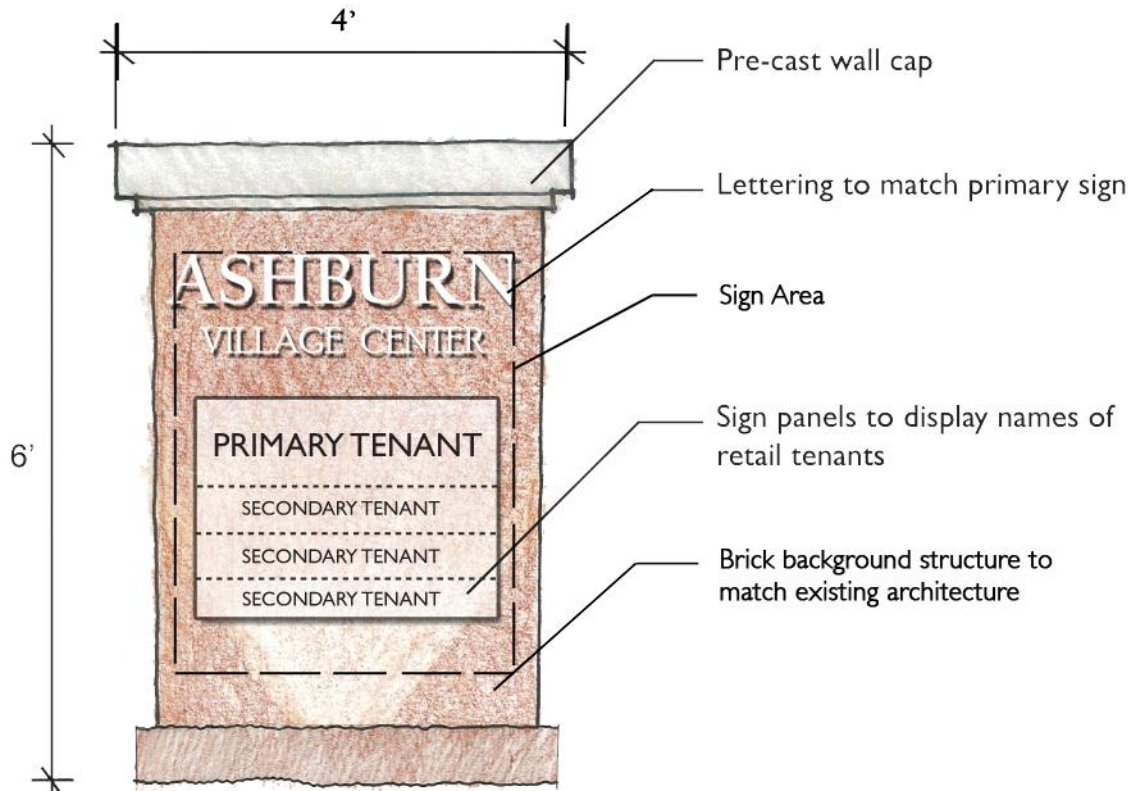 4'
Pre-cast wall cap
Lettering to match primary sign
ASHBURN
VILLAGE CENTER
Sign Area
Sign panels to display names of
retail tenants
PRIMARY TENANT
6'
SECONDARY TENANT
SECONDARY TENANT
SECONDARY TENANT
Brick background structure to
match existing architecture